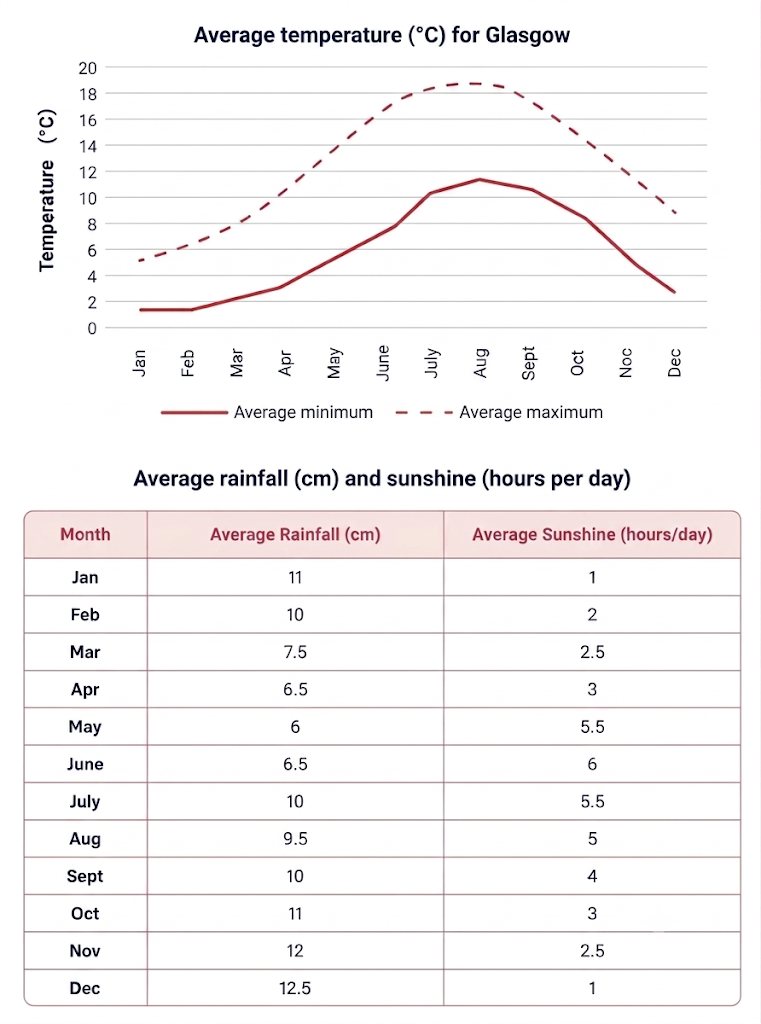 Average temperature (°C) for Glasgow
Temperature (°C)
20
18
16
14
12
10
8
6
4
2
0
Jan Feb Mar Apr May June July Aug Sept Oct Noc Dec
Average minimum Average maximum
Average rainfall (cm) and sunshine (hours per day)
Month Average Rainfall (cm) Average Sunshine (hours/day)
Jan 11 1
Feb 10 2
Mar 7.5 2.5
Apr 6.5 3
May 6 5.5
June 6.5 6
July 10 5.5
Aug 9.5 5
Sept 10 4
Oct 11 3
Nov 12 2.5
Dec 12.5 1